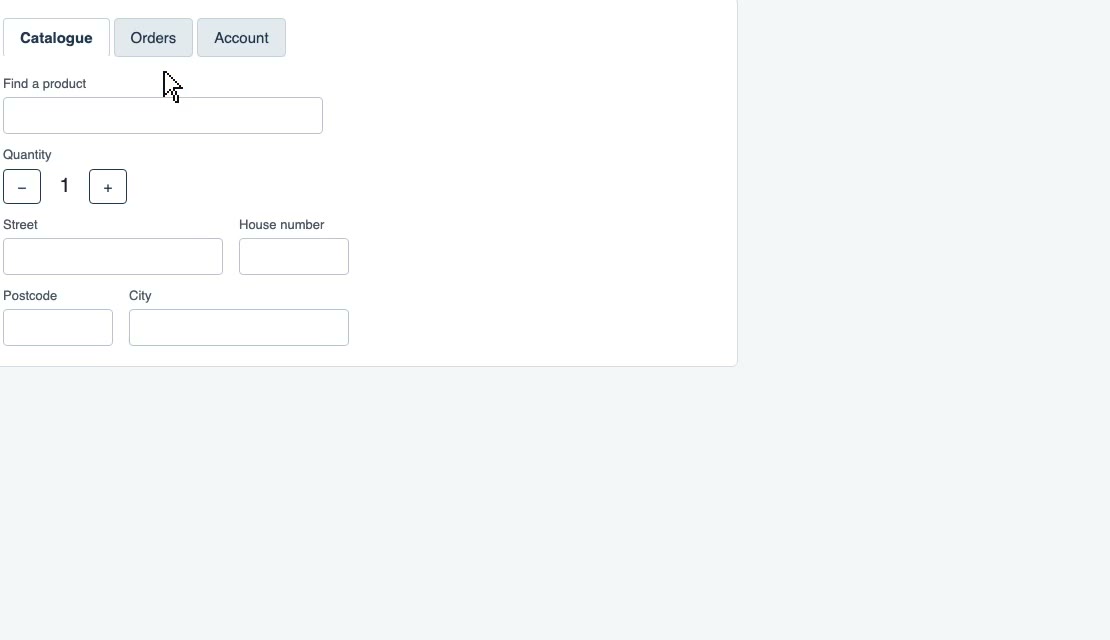 Catalogue Orders Account
Find a product
Quantity
– 1 +
Street House number
Postcode City